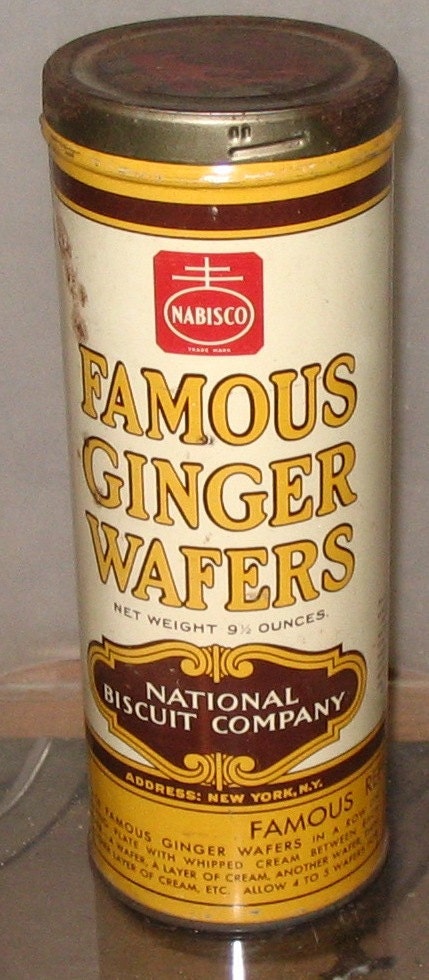 NABISCO
TRADE MARK
FAMOUS
GINGER
WAFERS
NET WEIGHT 9½ OUNCES.
NATIONAL
BISCUIT COMPANY
ADDRESS: NEW YORK, N.Y.
FAMOUS
FAMOUS GINGER WAFERS IN A ROW
PLATE WITH WHIPPED CREAM BETWEEN
WAFER, A LAYER OF CREAM, ANOTHER WAFER,
LAYER OF CREAM, ETC. ALLOW 4 TO 5 WAFERS